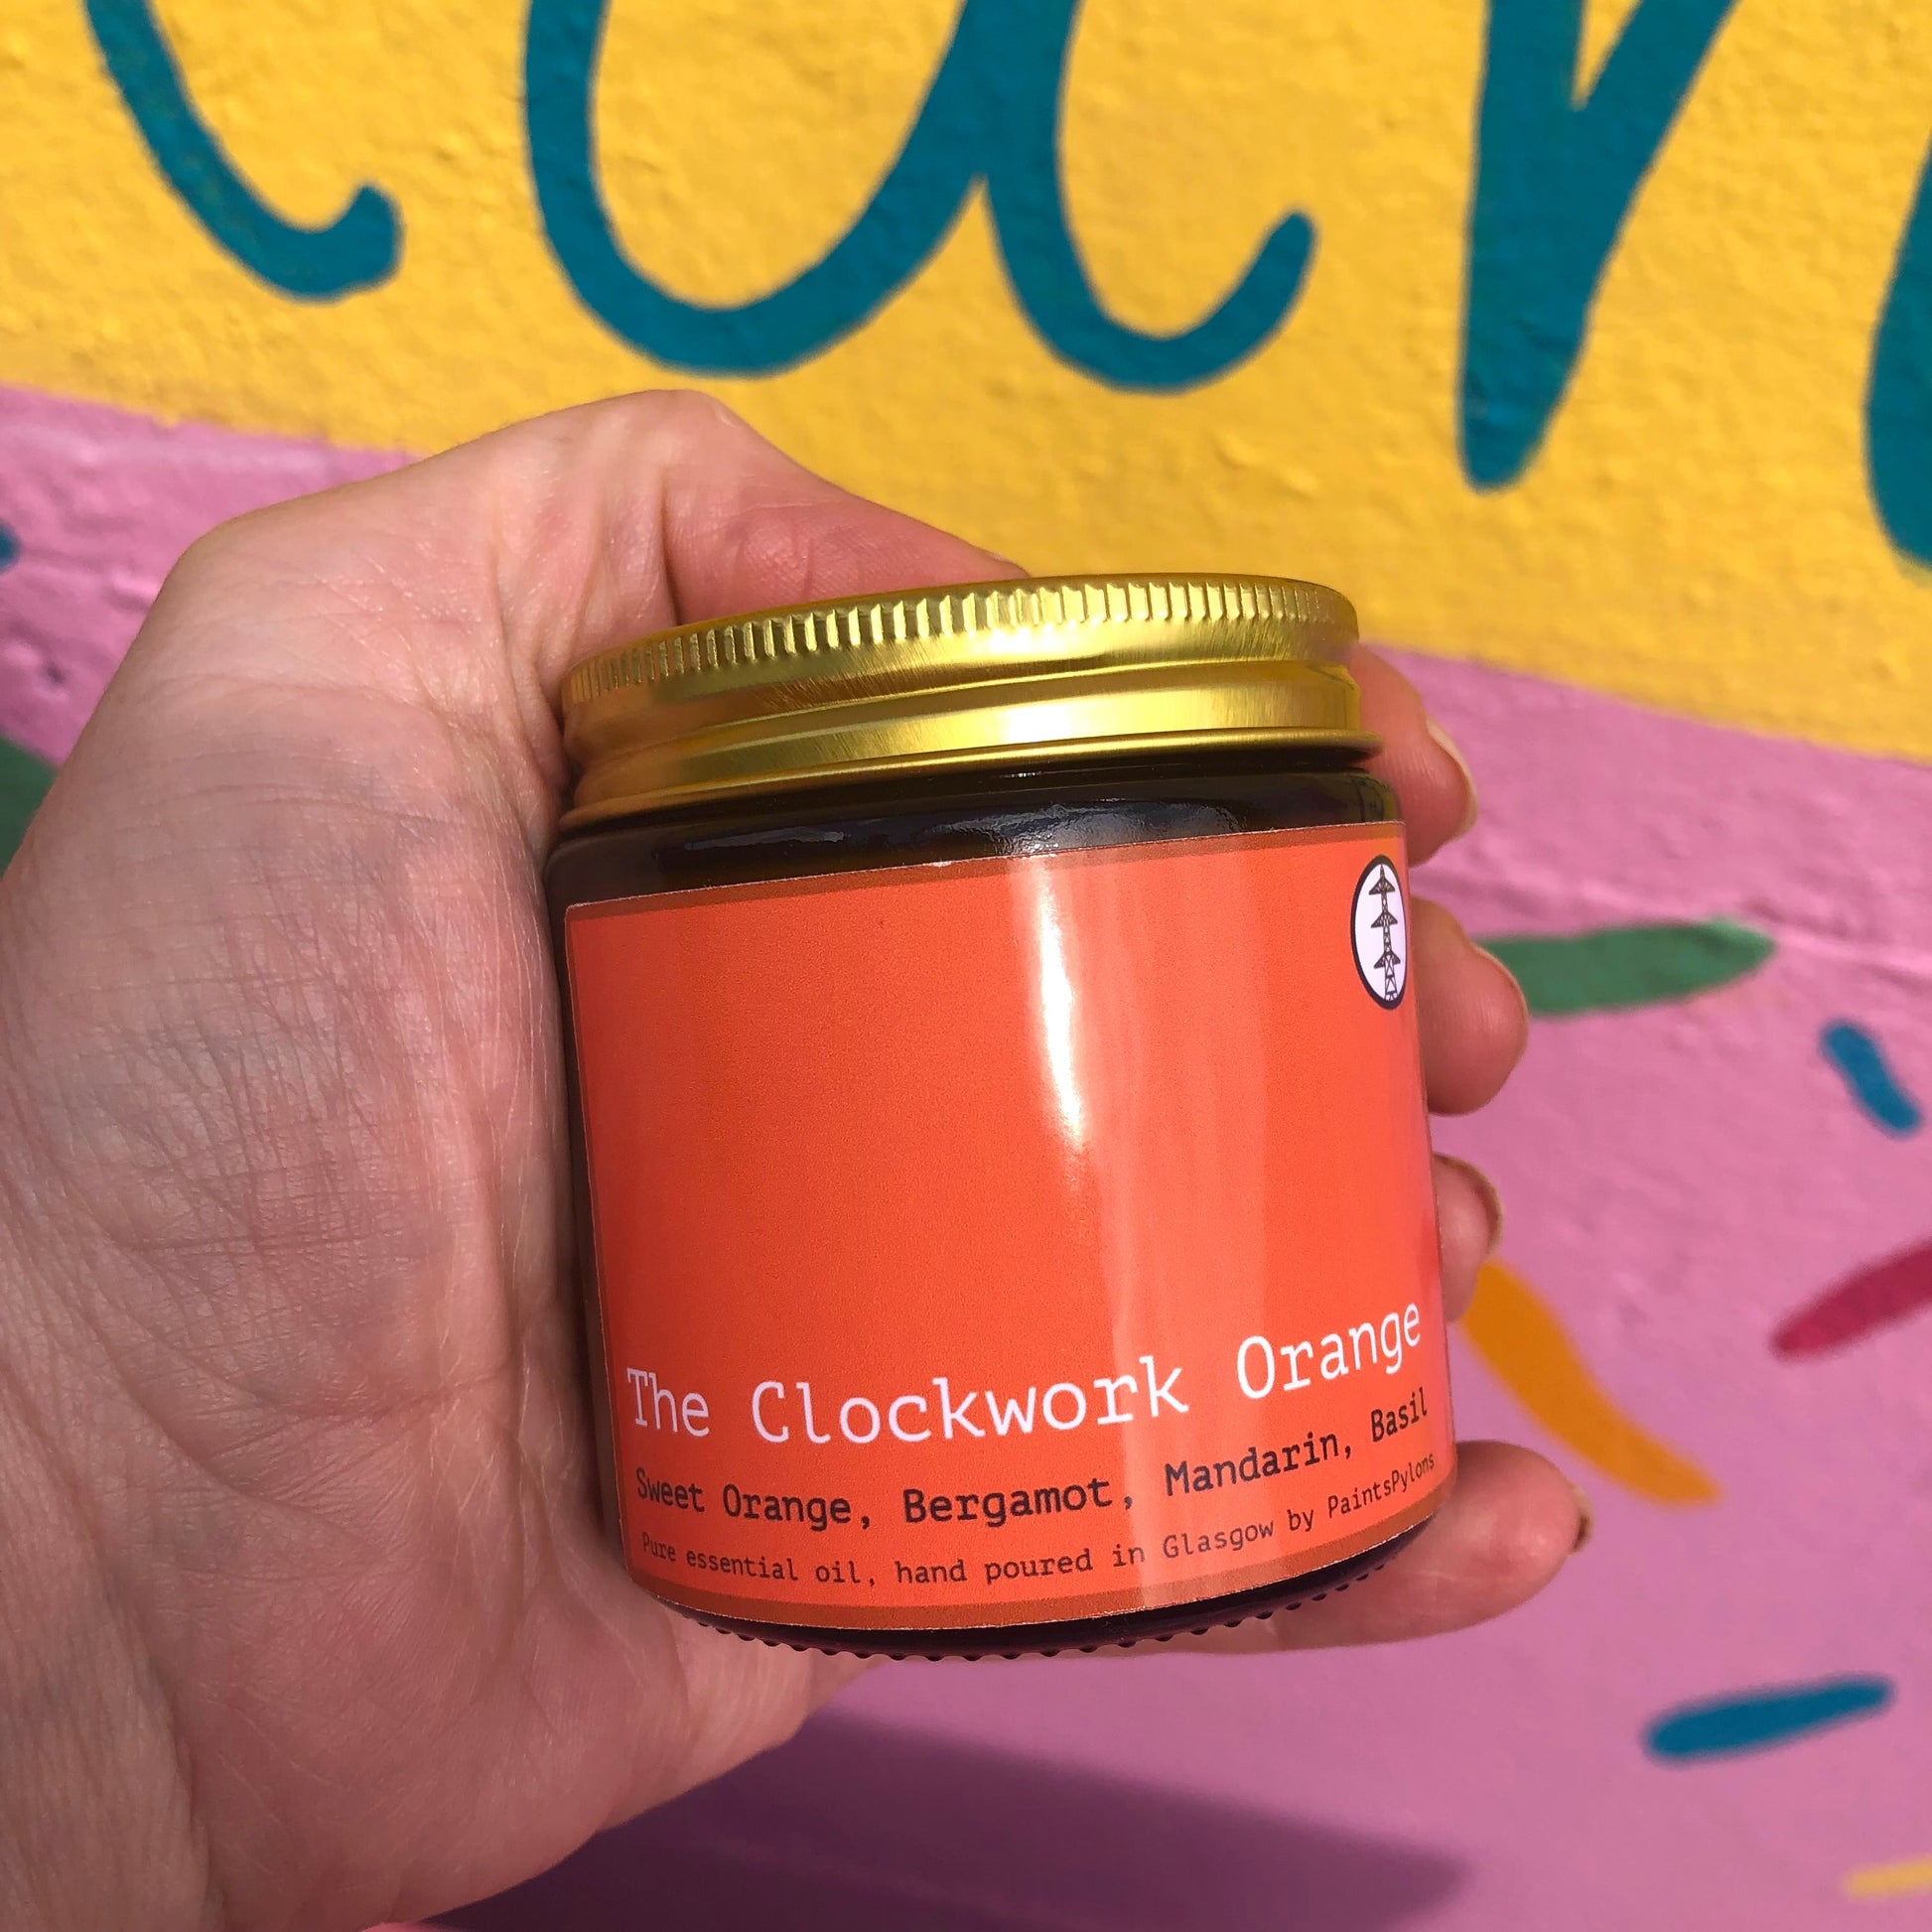 The Clockwork Orange
Sweet Orange, Bergamot, Mandarin, Basil
Pure essential oil, hand poured in Glasgow by PaintsPylons